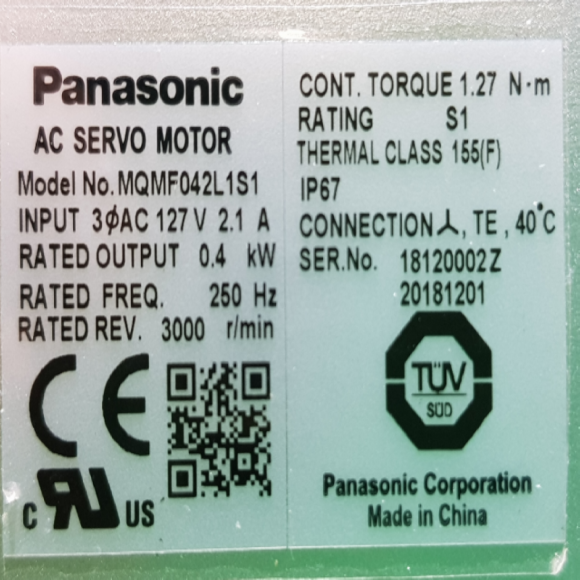 Panasonic
AC SERVO MOTOR
Model No. MQMF042L1S1
INPUT 3ϕAC 127 V 2.1 A
RATED OUTPUT 0.4 kW
RATED FREQ. 250 Hz
RATED REV. 3000 r/min
CE
c RU US
CONT. TORQUE 1.27 N·m
RATING S1
THERMAL CLASS 155(F)
IP67
CONNECTION⅄, TE, 40°C
SER.No. 18120002Z
20181201
TÜV
SÜD
Panasonic Corporation
Made in China